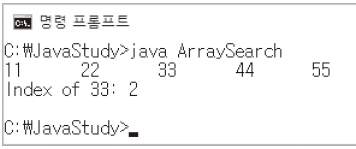 명령 프롬프트
C:₩JavaStudy>java ArraySearch
11 22 33 44 55
Index of 33: 2
C:₩JavaStudy>_